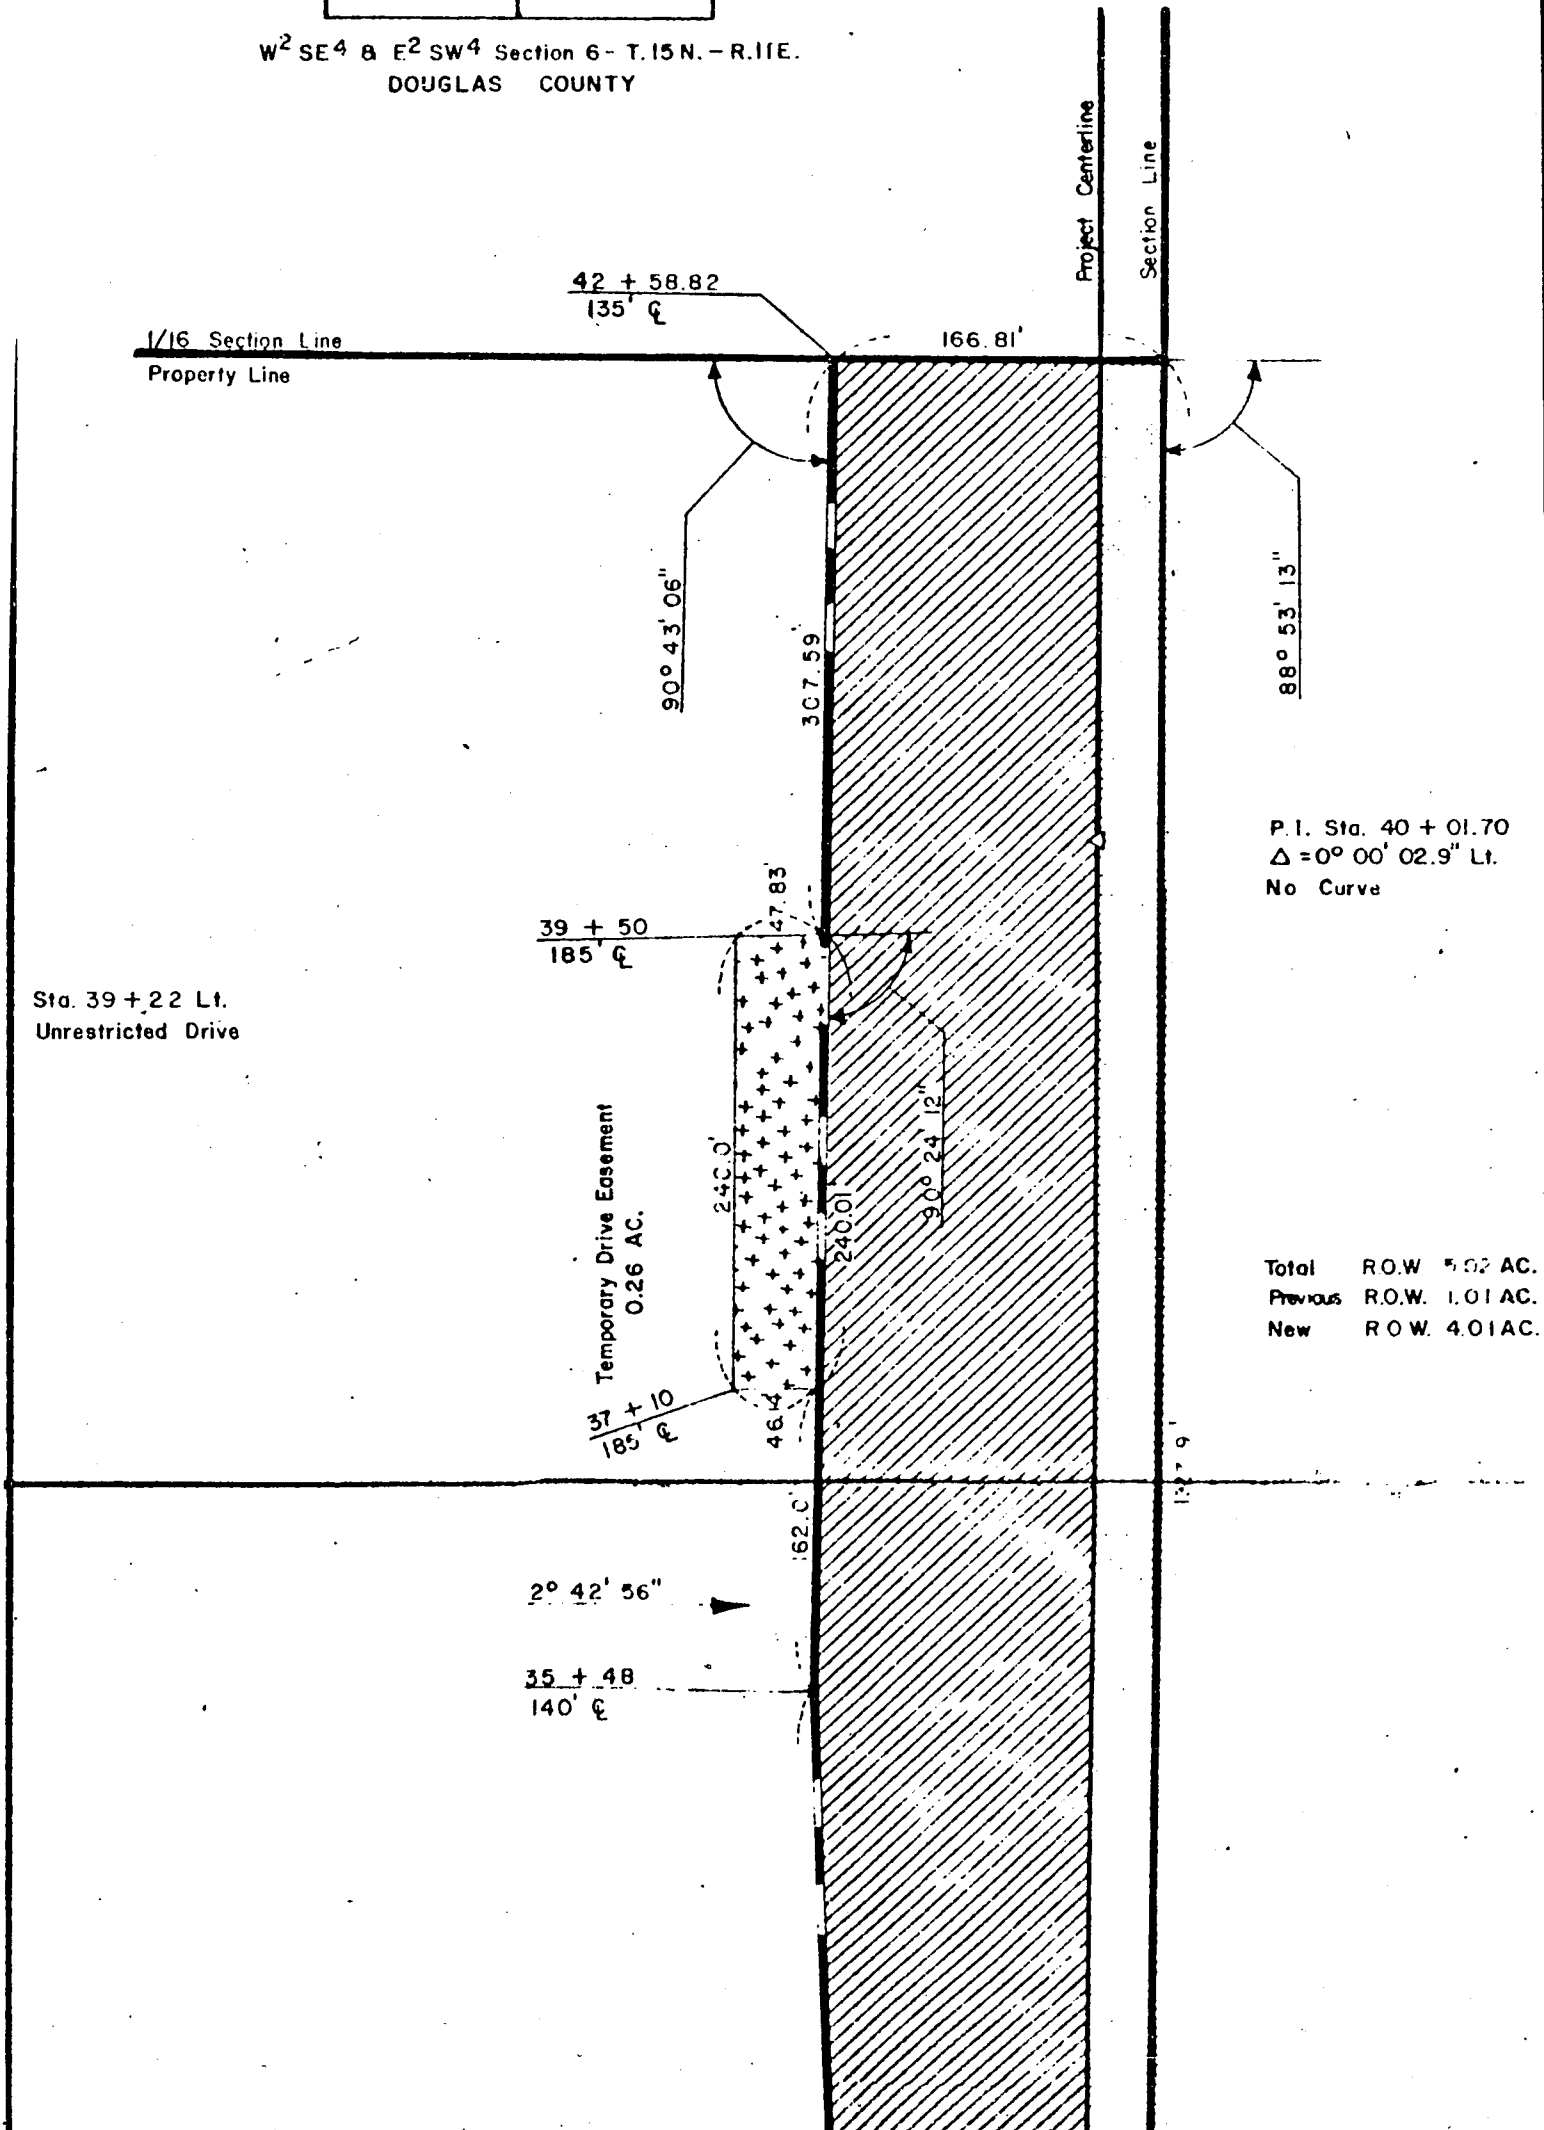 W² SE⁴ & E² SW⁴ Section 6 - T. 15 N. - R. 11 E.
DOUGLAS COUNTY
Project Centerline
Section Line
42 + 58.82
135' ℄
1/16 Section Line
Property Line
166.81'
90° 43' 06"
88° 53' 13"
307.59'
P.I. Sta. 40 + 01.70
Δ = 0° 00' 02.9" Lt.
No Curve
47.83'
39 + 50
185' ℄
Sta. 39 + 22 Lt.
Unrestricted Drive
Temporary Drive Easement
0.26 AC.
240.0'
240.01
90° 24' 12"
Total R.O.W AC.
Previous R.O.W. 1.01 AC.
New R O W. 4.01 AC.
37 + 10
185' ℄
46.14
162.0'
2° 42' 56"
35 + 48
140' ℄